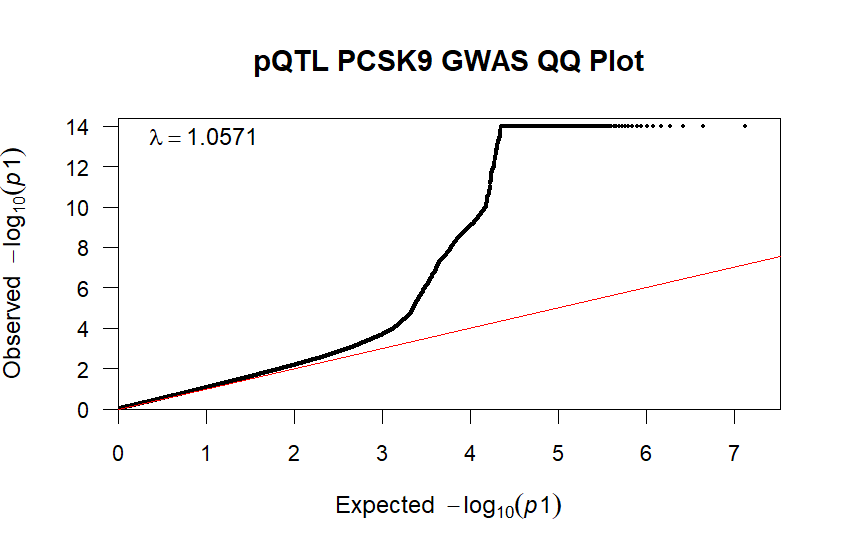 pQTL PCSK9 GWAS QQ Plot
λ = 1.0571
Observed −log10(p1)
14
12
10
8
6
4
2
0
0 1 2 3 4 5 6 7
Expected −log10(p1)